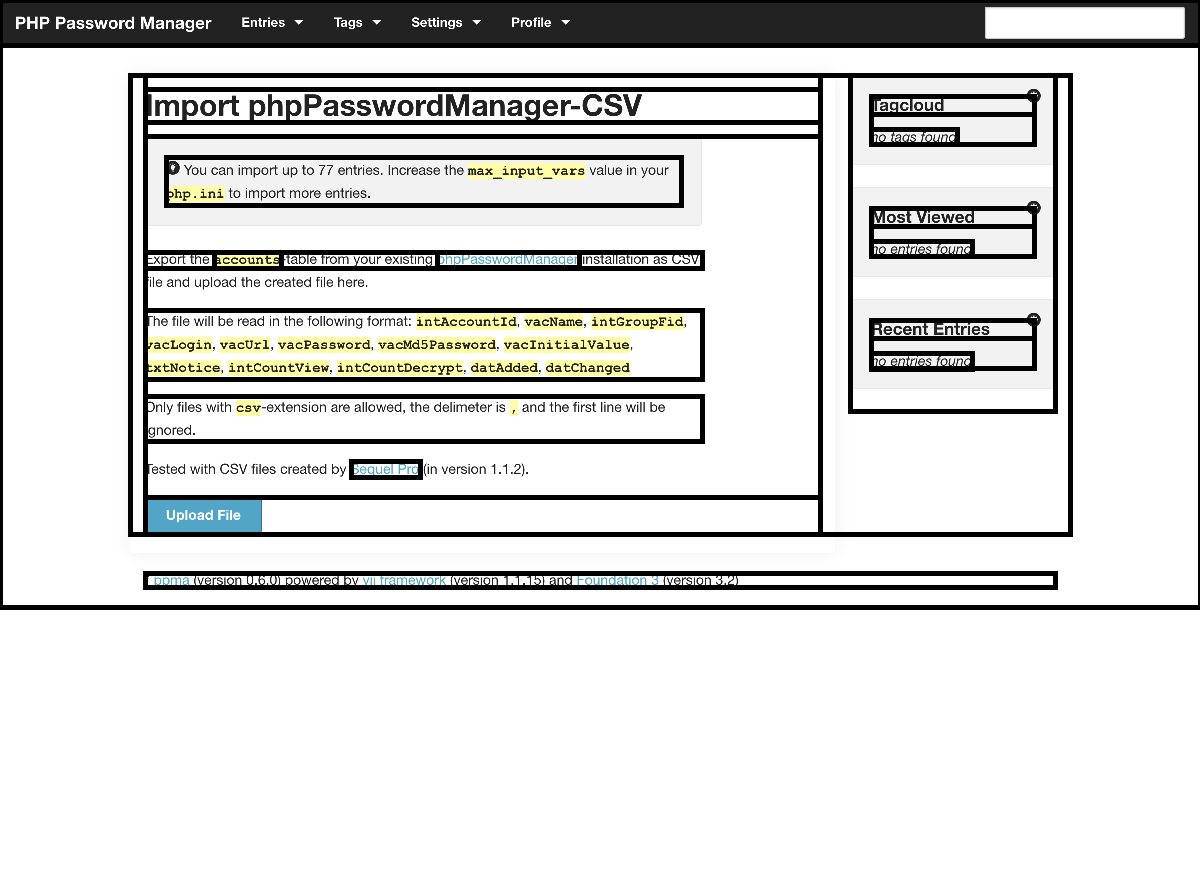 PHP Password Manager Entries Tags Settings Profile
Import phpPasswordManager-CSV
You can import up to 77 entries. Increase the max_input_vars value in your
php.ini to import more entries.
Export the accounts-table from your existing phpPasswordManager installation as CSV
file and upload the created file here.
The file will be read in the following format: intAccountId, vacName, intGroupFid,
vacLogin, vacUrl, vacPassword, vacMd5Password, vacInitialValue,
txtNotice, intCountView, intCountDecrypt, datAdded, datChanged
Only files with csv-extension are allowed, the delimeter is , and the first line will be
ignored.
Tested with CSV files created by Sequel Pro (in version 1.1.2).
Upload File
Tagcloud
no tags found
Most Viewed
no entries found
Recent Entries
no entries found
ppma (version 0.6.0) powered by yii framework (version 1.1.15) and Foundation 3 (version 3.2)